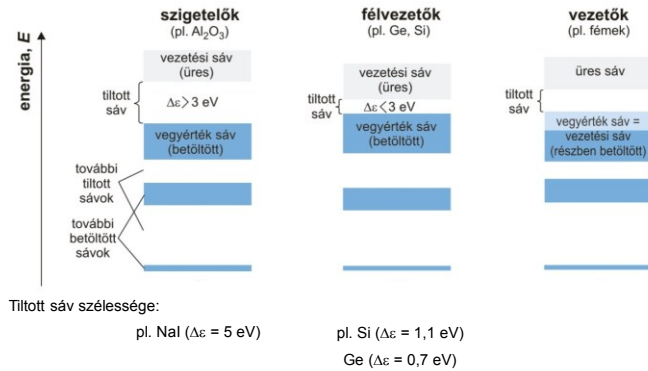 energia, E
szigetelők
(pl. Al₂O₃)
vezetési sáv
(üres)
tiltott
sáv
Δε>3 eV
vegyérték sáv
(betöltött)
további
tiltott
sávok
további
betöltött
sávok
félvezetők
(pl. Ge, Si)
vezetési sáv
(üres)
tiltott
sáv
Δε<3 eV
vegyérték sáv
(betöltött)
vezetők
(pl. fémek)
üres sáv
tiltott
sáv
vegyérték sáv =
vezetési sáv
(részben betöltött)
Tiltott sáv szélessége:
pl. NaI (Δε = 5 eV)
pl. Si (Δε = 1,1 eV)
Ge (Δε = 0,7 eV)